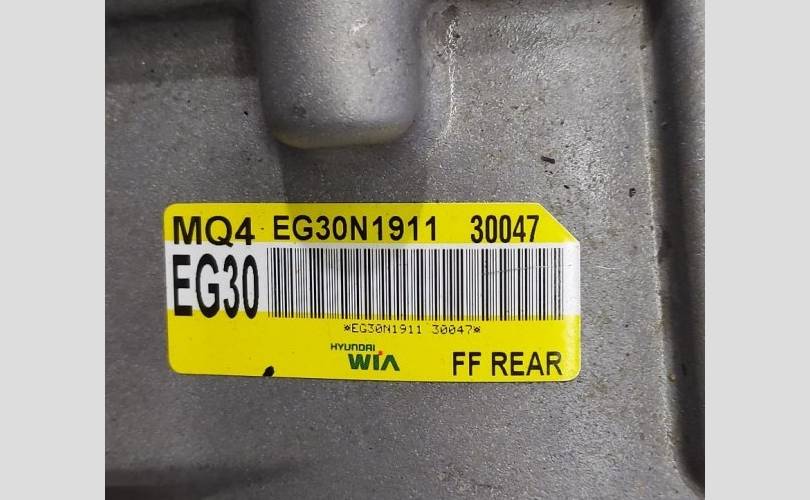 MQ4 EG30N1911 30047
EG30
*EG30N1911 30047*
HYUNDAI
WIA
FF REAR